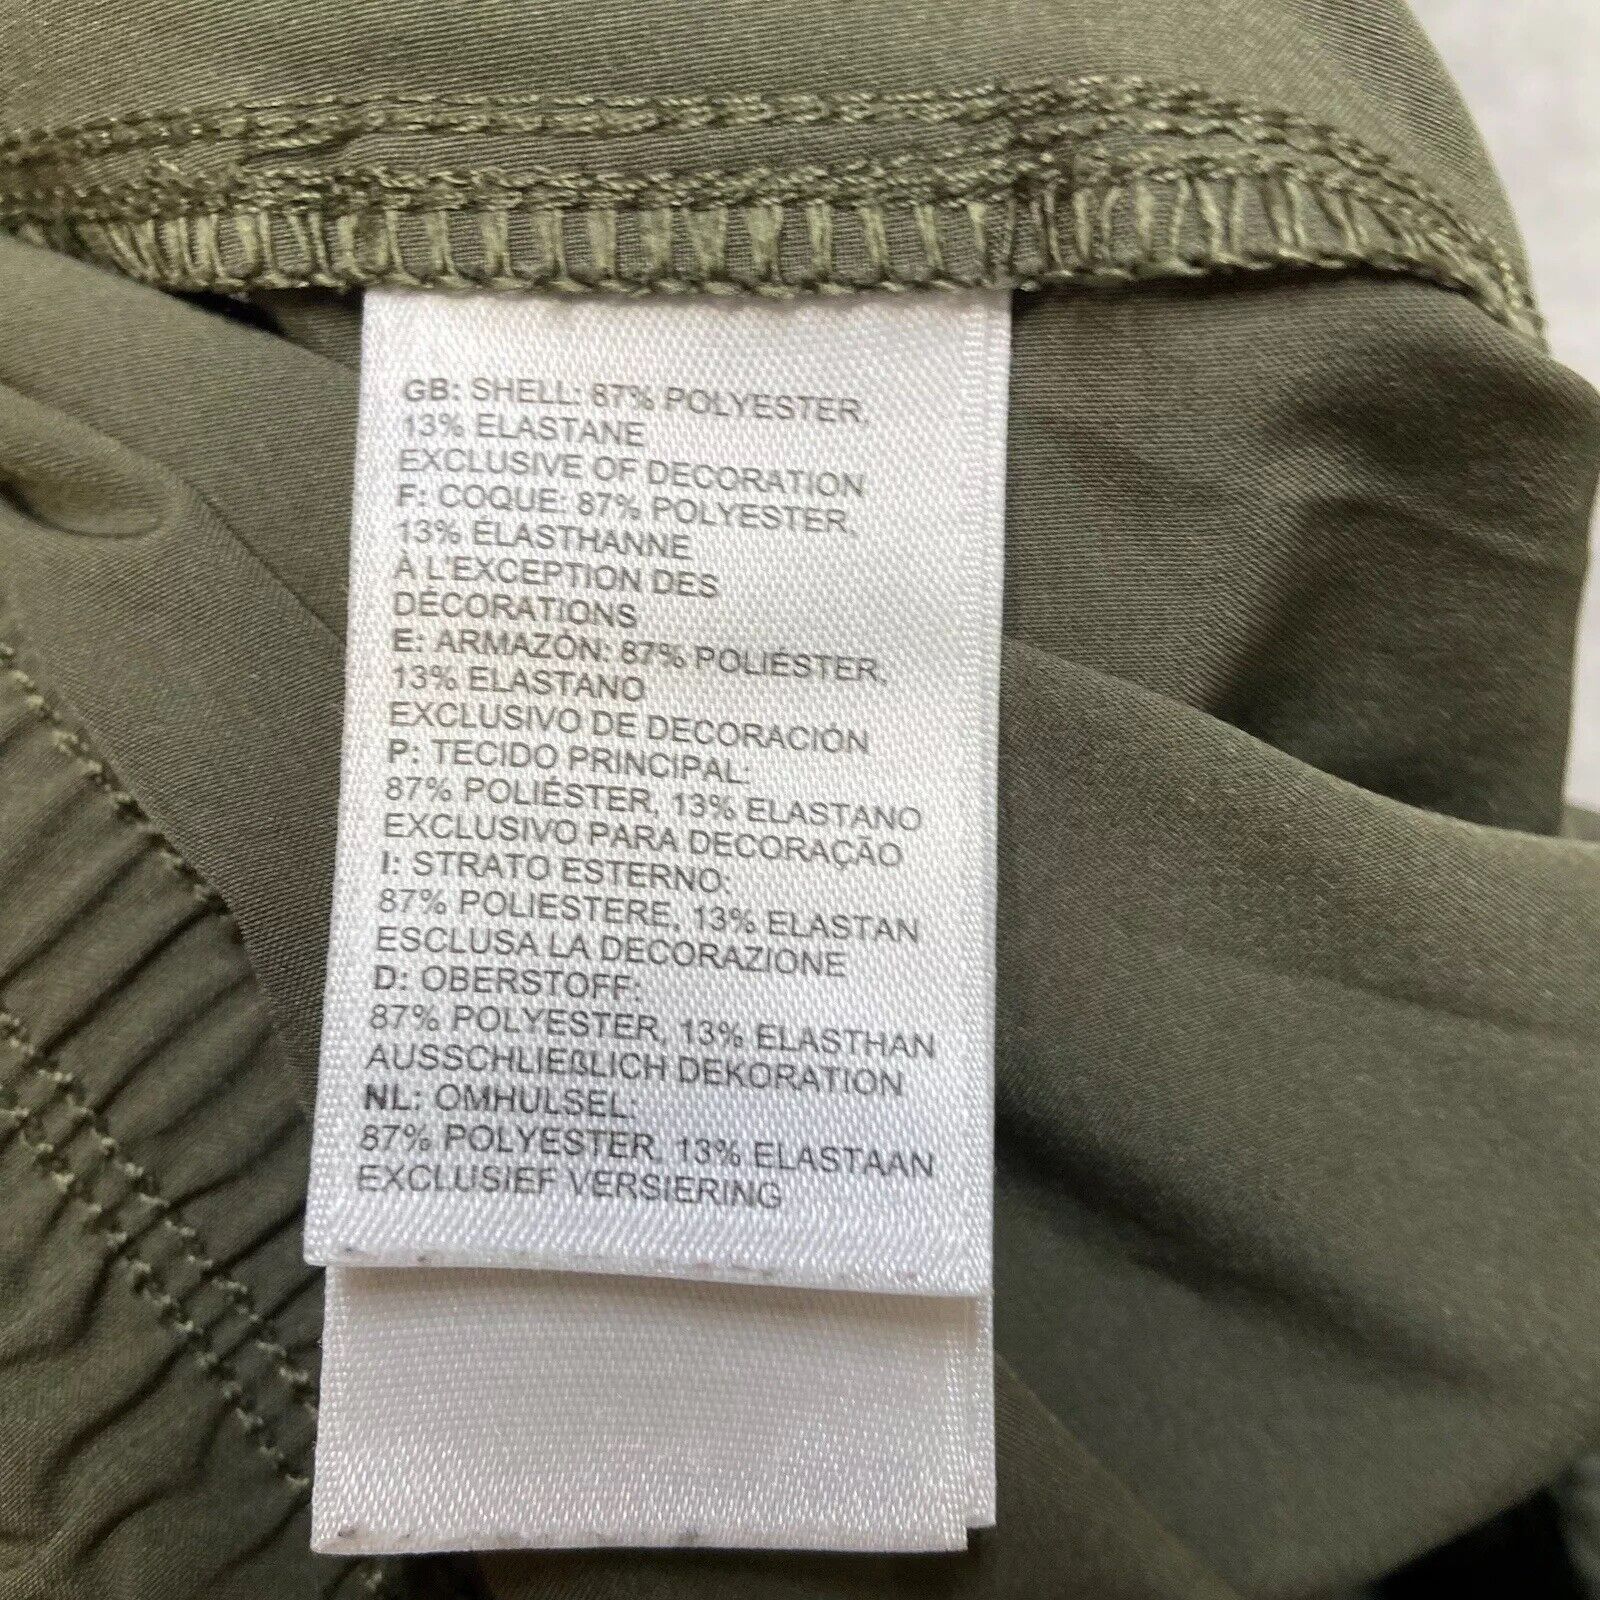 GB: SHELL: 87% POLYESTER,
13% ELASTANE
EXCLUSIVE OF DECORATION
F: COQUE: 87% POLYESTER,
13% ÉLASTHANNE
À L'EXCEPTION DES
DÉCORATIONS
E: ARMAZÓN: 87% POLIÉSTER,
13% ELASTANO
EXCLUSIVO DE DECORACIÓN
P: TECIDO PRINCIPAL:
87% POLIÉSTER, 13% ELASTANO
EXCLUSIVO PARA DECORAÇÃO
I: STRATO ESTERNO:
87% POLIESTERE, 13% ELASTAN
ESCLUSA LA DECORAZIONE
D: OBERSTOFF:
87% POLYESTER, 13% ELASTHAN
AUSSCHLIEßLICH DEKORATION
NL: OMHULSEL:
87% POLYESTER, 13% ELASTAAN
EXCLUSIEF VERSIERING